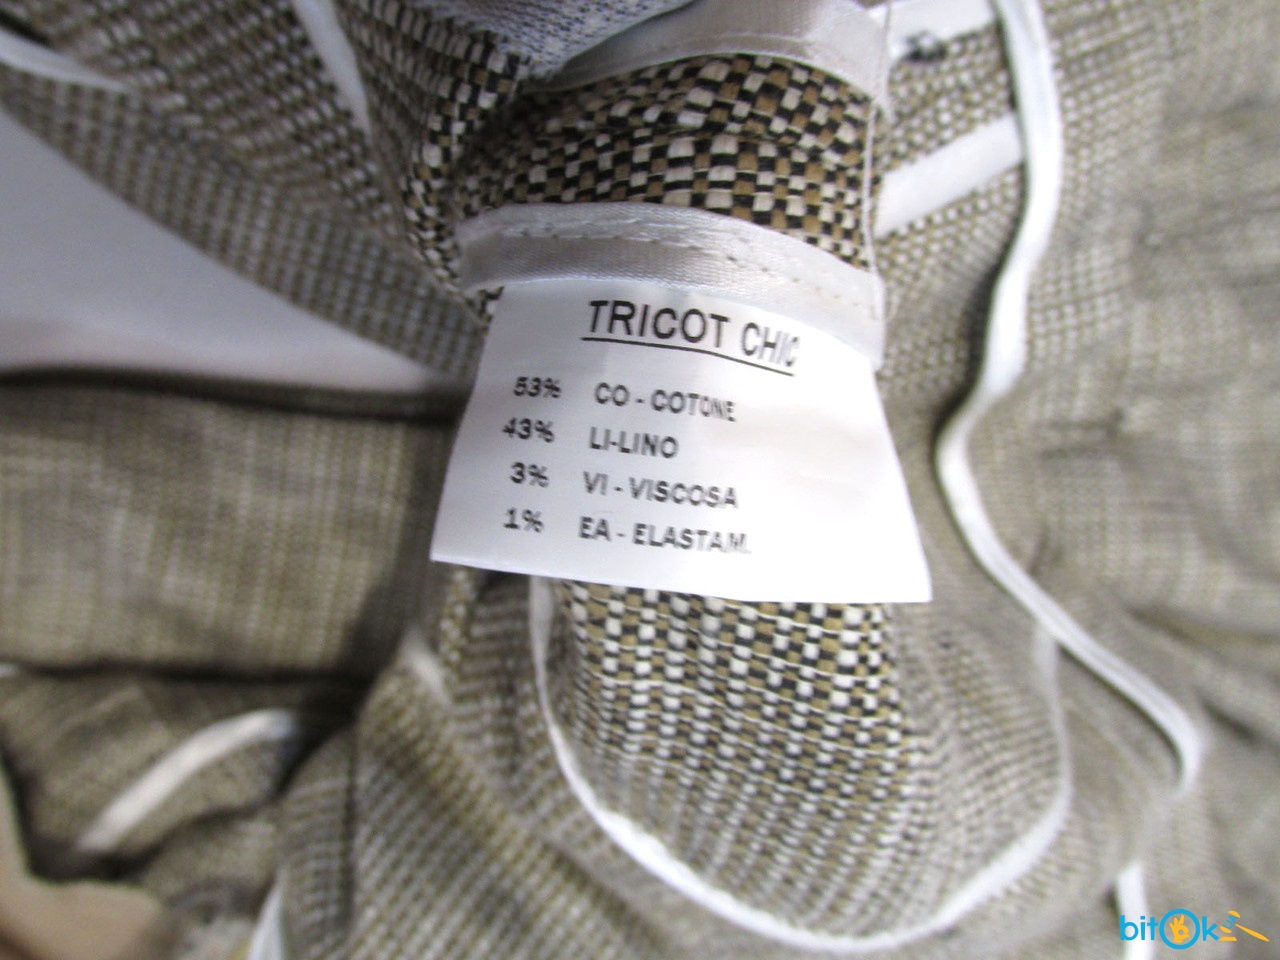 TRICOT CHIC
53% CO - COTONE
43% LI-LINO
3% VI - VISCOSA
1% EA - ELASTAM.
bitOk